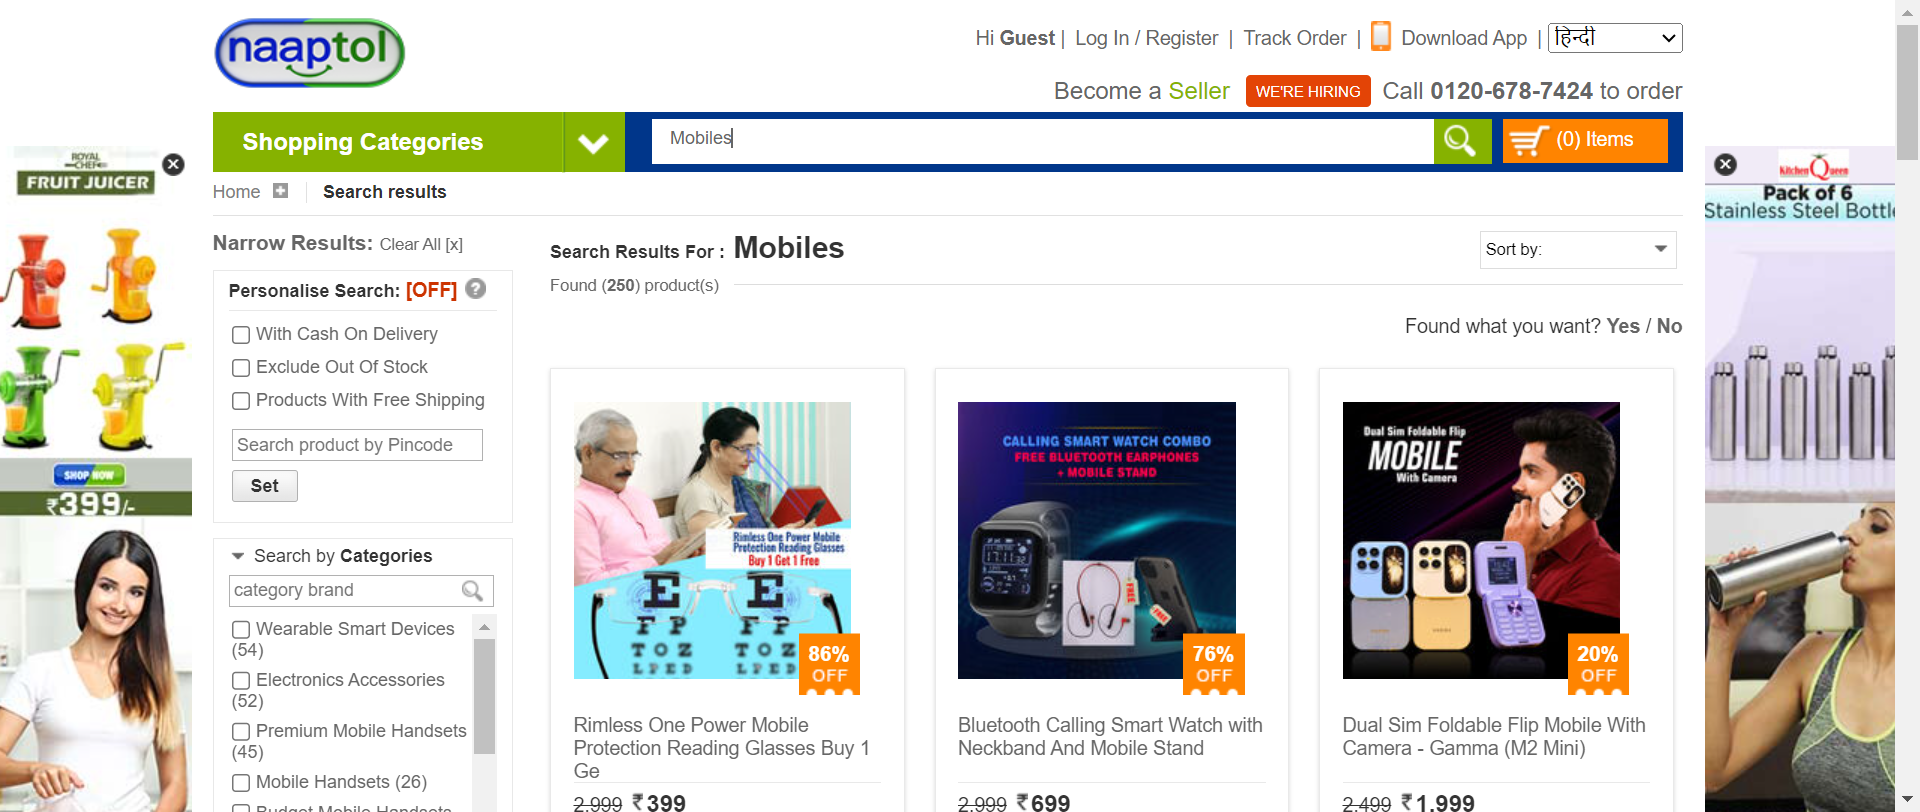 naaptol
Hi Guest | Log In / Register | Track Order | Download App | हिन्दी
Become a Seller WE'RE HIRING Call 0120-678-7424 to order
Shopping Categories
Mobiles
(0) Items
Home
Search results
ROYAL
CHEF
FRUIT JUICER
SHOP NOW
₹399/-
Narrow Results: Clear All [x]
Personalise Search: [OFF] ?
With Cash On Delivery
Exclude Out Of Stock
Products With Free Shipping
Search product by Pincode
Set
Search by Categories
category brand
Wearable Smart Devices
(54)
Electronics Accessories
(52)
Premium Mobile Handsets
(45)
Mobile Handsets (26)
Budget Mobile Handsets
Search Results For : Mobiles
Found (250) product(s)
Sort by:
Found what you want? Yes / No
Rimless One Power Mobile
Protection Reading Glasses
Buy 1 Get 1 Free
E E
F P F P
T O Z T O Z
L P E D L P E D
86%
OFF
Rimless One Power Mobile
Protection Reading Glasses Buy 1
Ge
2,999 ₹399
CALLING SMART WATCH COMBO
FREE BLUETOOTH EARPHONES
+ MOBILE STAND
FREE
FREE
76%
OFF
Bluetooth Calling Smart Watch with
Neckband And Mobile Stand
2,999 ₹699
Dual Sim Foldable Flip
MOBILE
With Camera
20%
OFF
Dual Sim Foldable Flip Mobile With
Camera - Gamma (M2 Mini)
2,499 ₹1,999
Kitchen Queen
Pack of 6
Stainless Steel Bottl